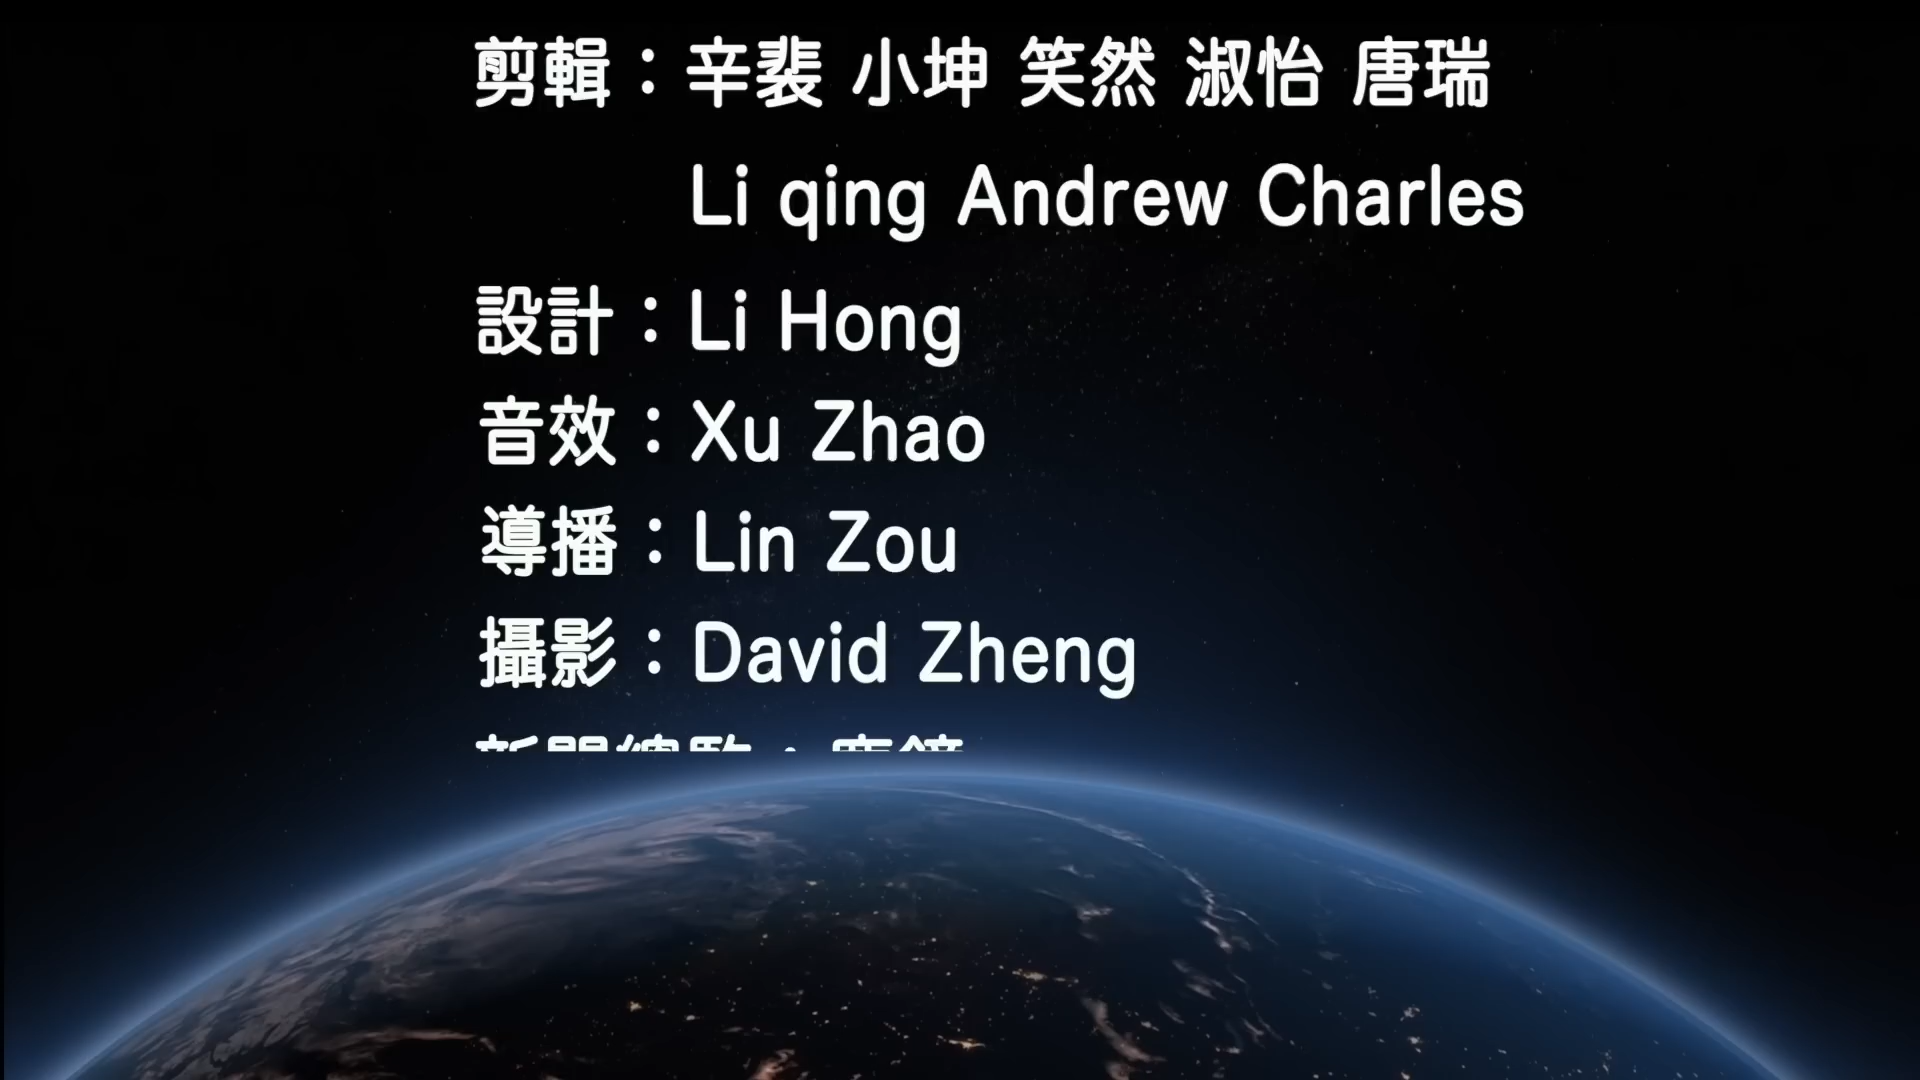 剪輯：辛裴 小坤 笑然 淑怡 唐瑞
Li qing Andrew Charles
設計：Li Hong
音效：Xu Zhao
導播：Lin Zou
攝影：David Zheng